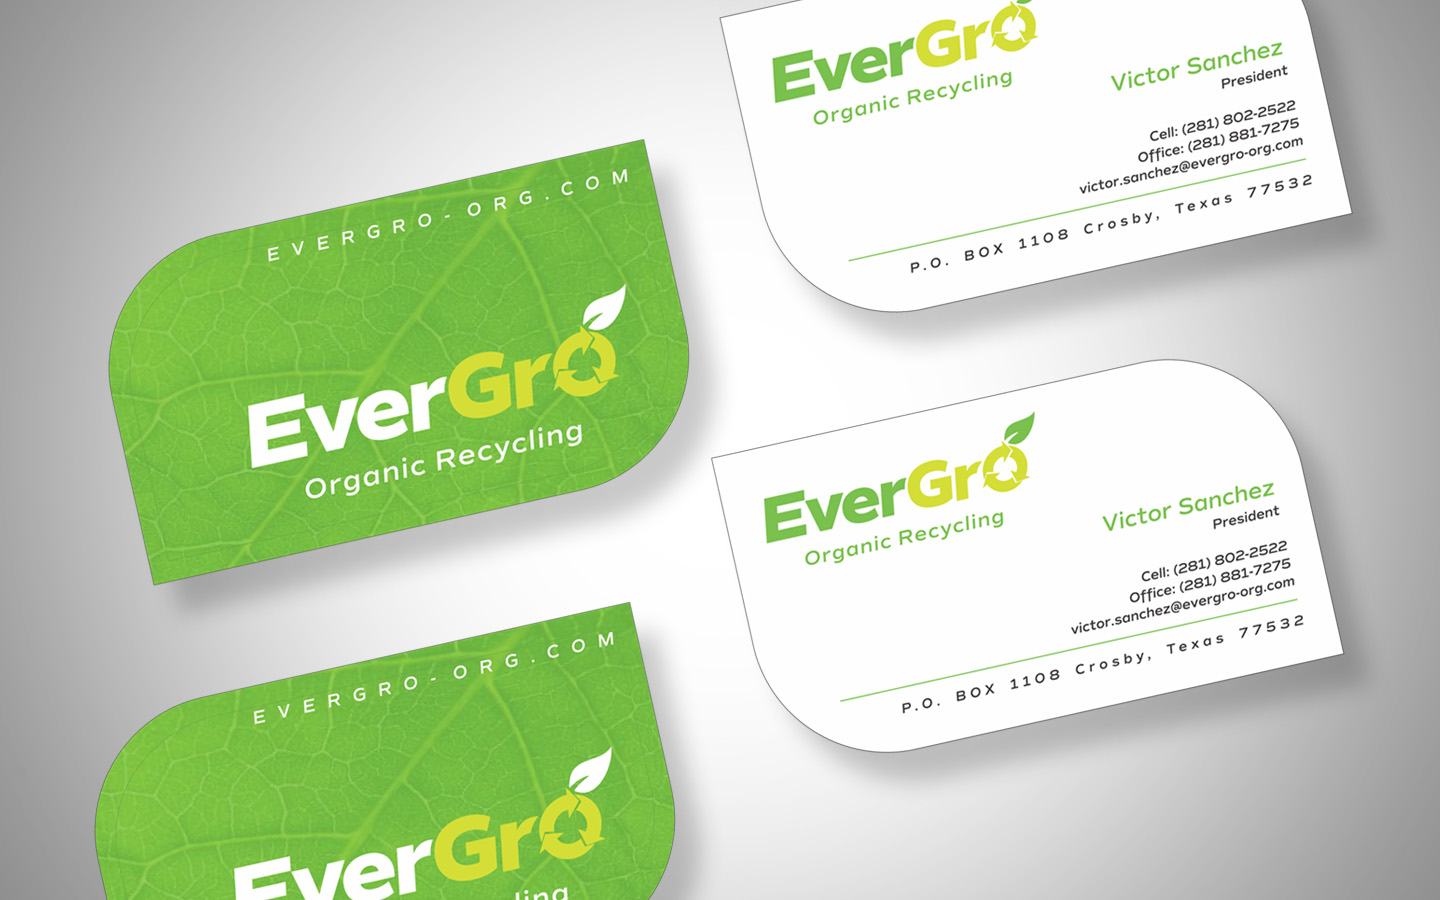 EVERGRO-ORG.COM
EverGro
Organic Recycling
EVERGRO-ORG.COM
EverGro
EverGro
Organic Recycling
Victor Sanchez
President
Cell: (281) 802-2522
Office: (281) 881-7275
victor.sanchez@evergro-org.com
P.O. BOX 1108 Crosby, Texas 77532
EverGro
Organic Recycling
Victor Sanchez
President
Cell: (281) 802-2522
Office: (281) 881-7275
victor.sanchez@evergro-org.com
P.O. BOX 1108 Crosby, Texas 77532